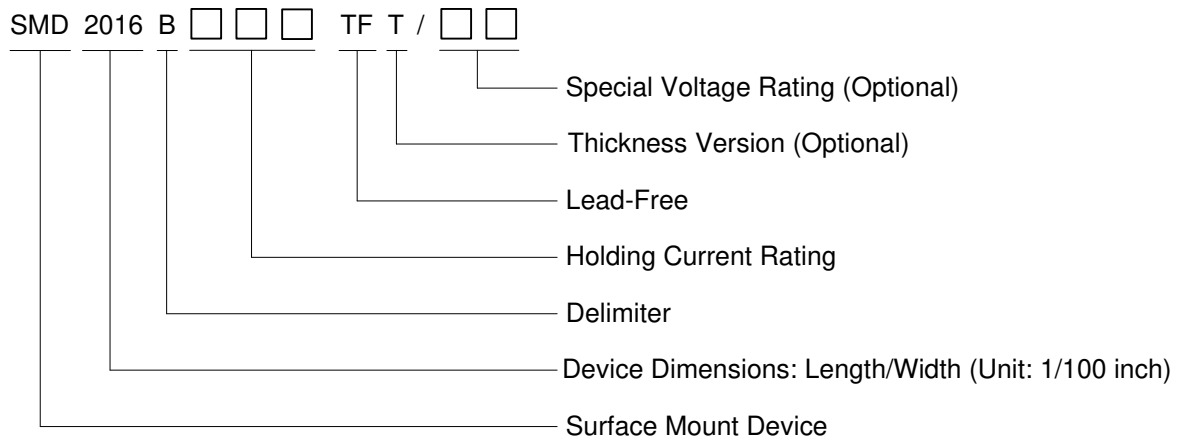 SMD 2016 B □ □ □ TF T / □ □
Special Voltage Rating (Optional)
Thickness Version (Optional)
Lead-Free
Holding Current Rating
Delimiter
Device Dimensions: Length/Width (Unit: 1/100 inch)
Surface Mount Device